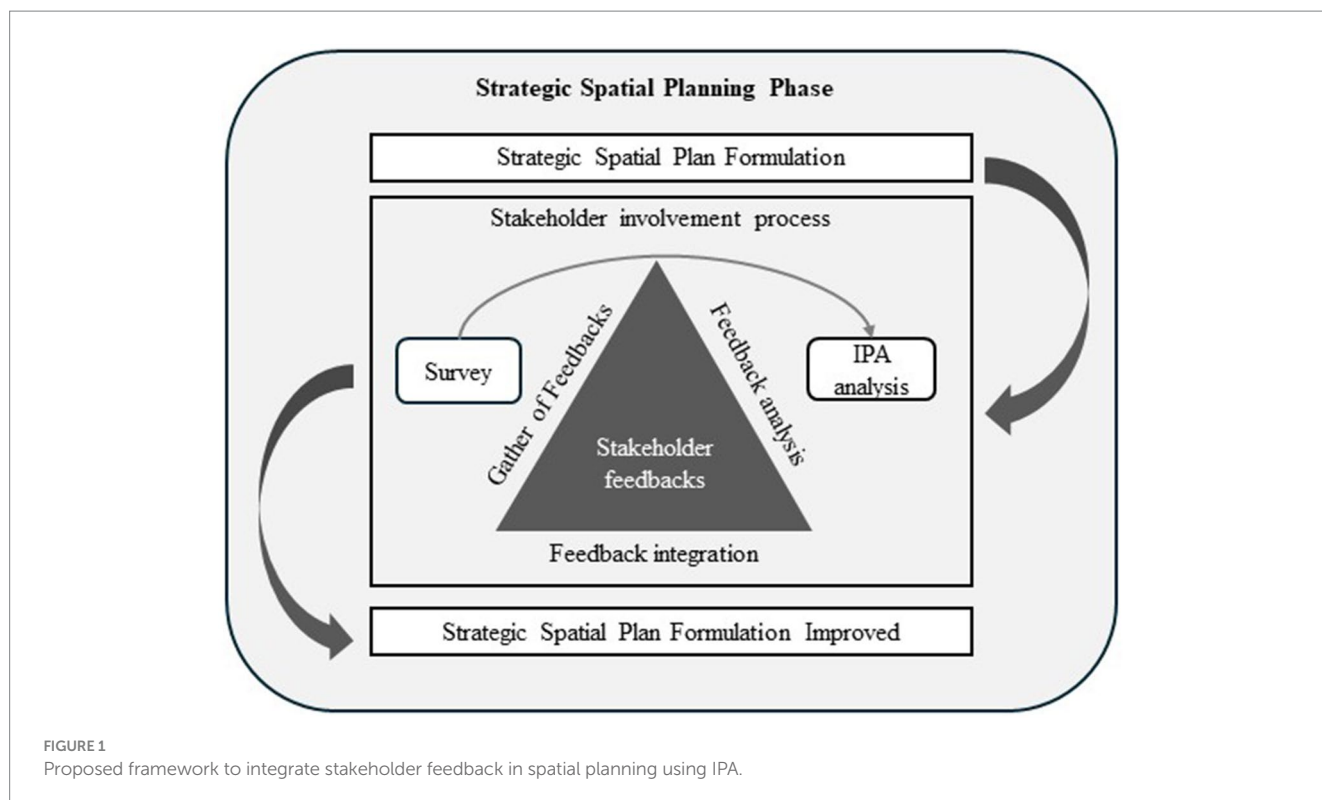 Strategic Spatial Planning Phase
Strategic Spatial Plan Formulation
Stakeholder involvement process
Survey
Gather of Feedbacks
Feedback analysis
IPA
analysis
Stakeholder
feedbacks
Feedback integration
Strategic Spatial Plan Formulation Improved
FIGURE 1
Proposed framework to integrate stakeholder feedback in spatial planning using IPA.